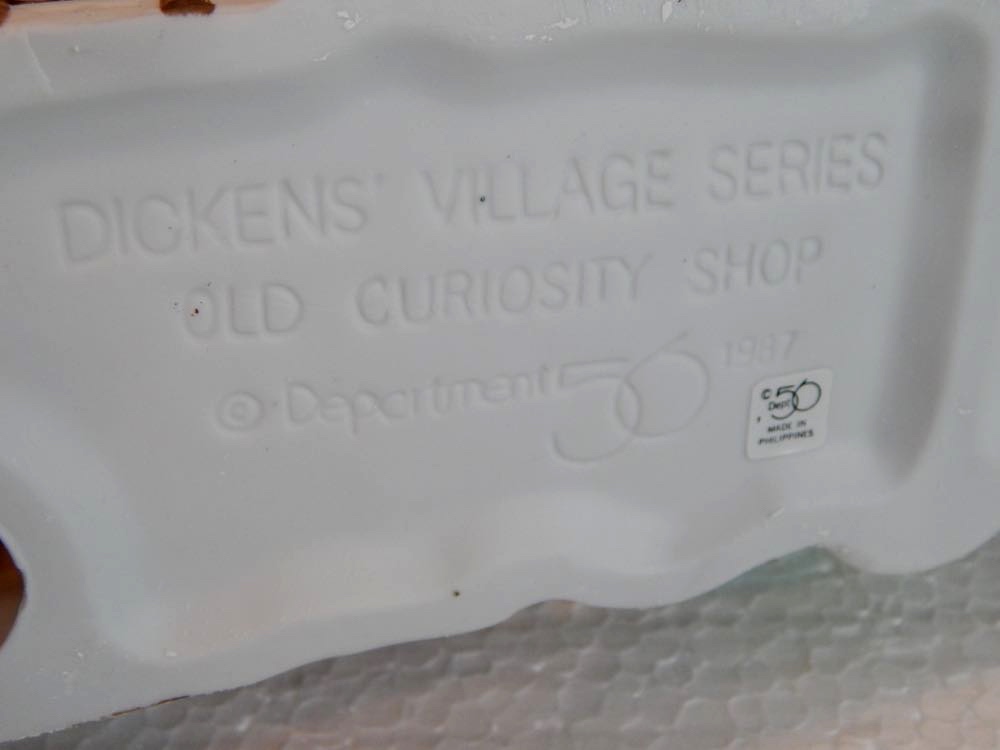 DICKENS' VILLAGE SERIES
OLD CURIOSITY SHOP
© Department 56 1987
© Dept 56
MADE IN
PHILIPPINES